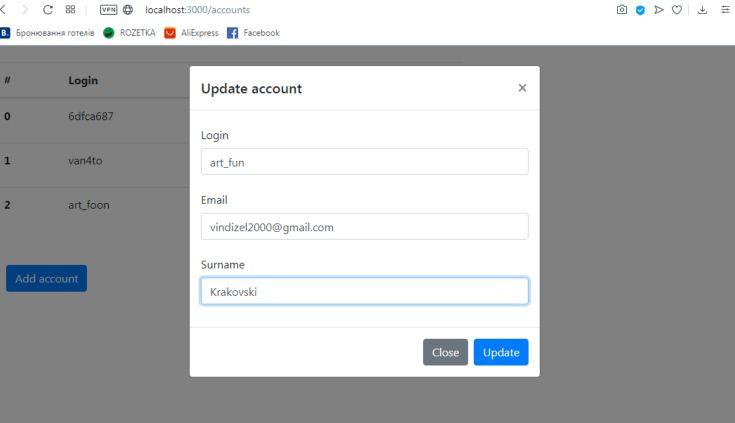 VPN localhost:3000/accounts
B. Бронювання готелів ROZETKA AliExpress Facebook
# Login
0 6dfca687
1 van4to
2 art_foon
Add account
Update account ×
Login
art_fun
Email
vindizel2000@gmail.com
Surname
Krakovski
Close Update